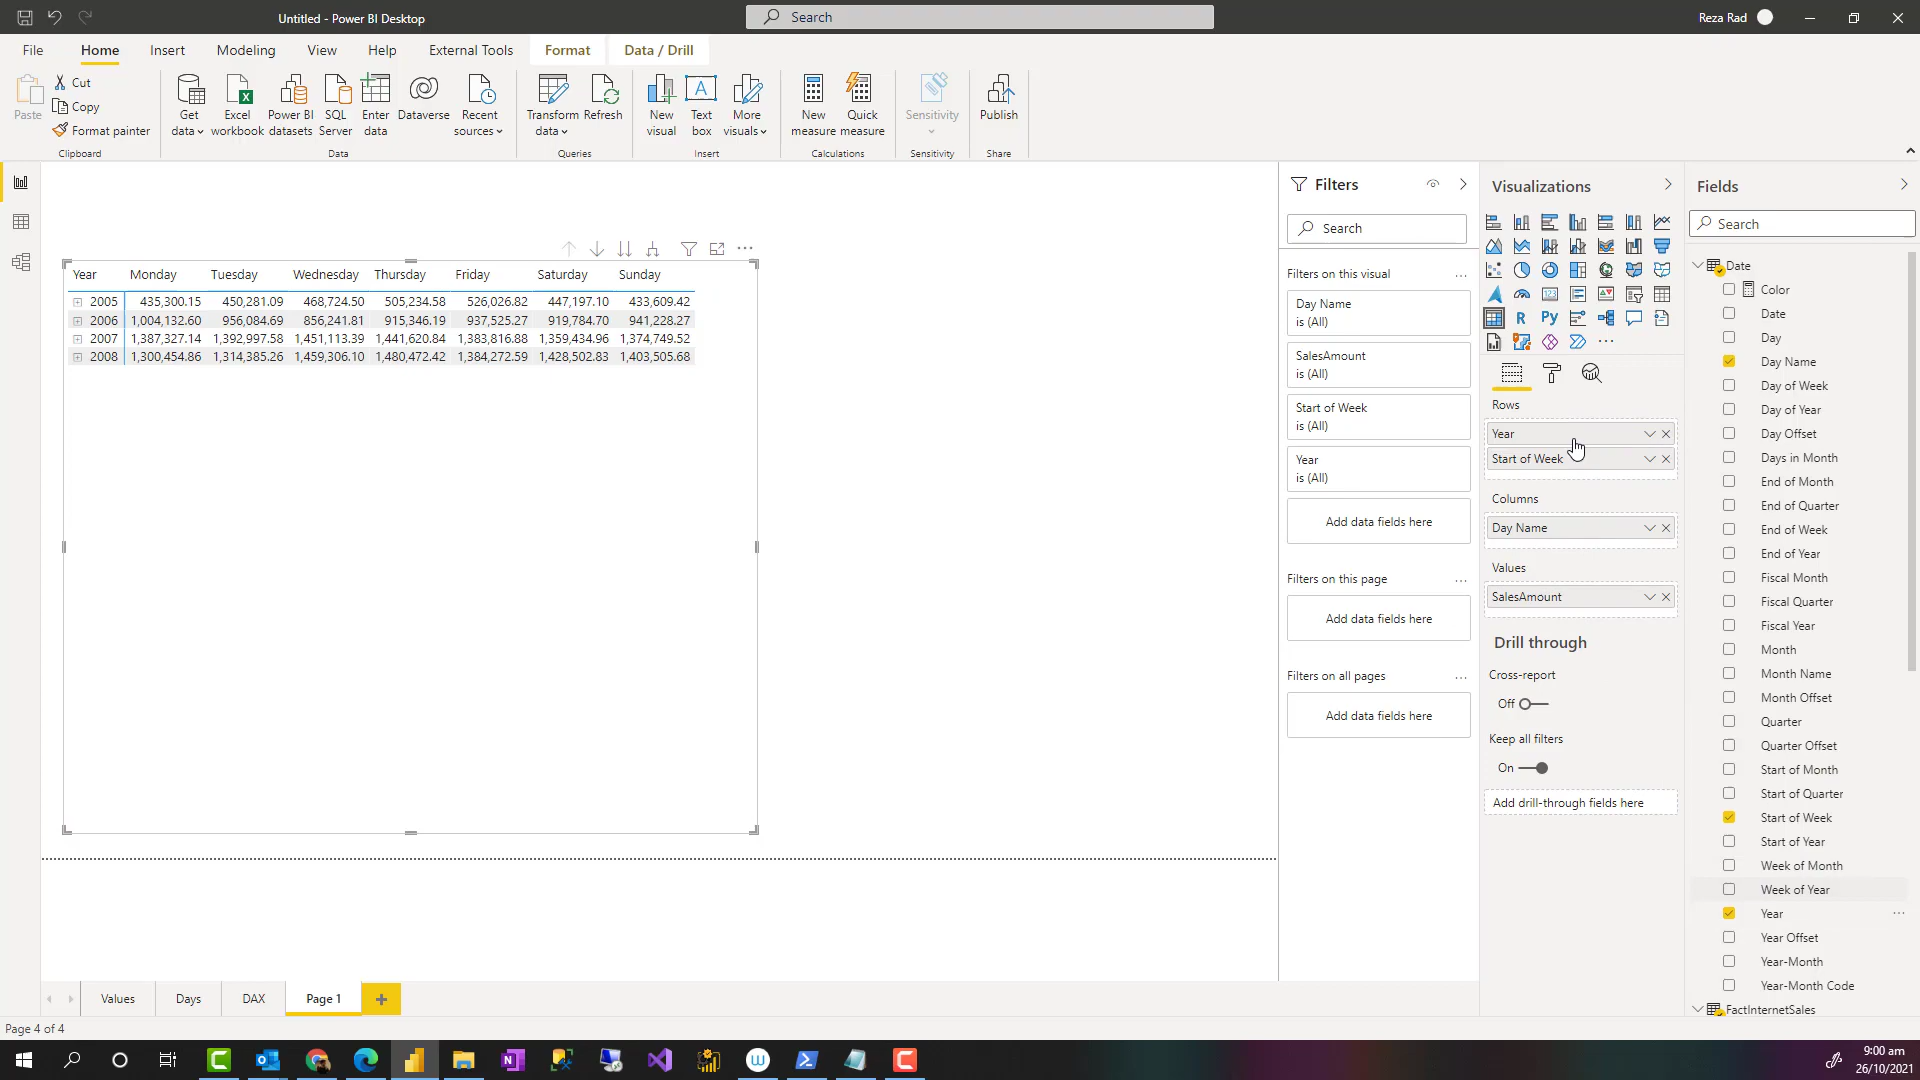 Untitled - Power BI Desktop
Search
Reza Rad
File
Home
Insert
Modeling
View
Help
External Tools
Format
Data / Drill
Paste
Cut
Copy
Format painter
Clipboard
Get data
Excel workbook
Power BI datasets
SQL Server
Enter data
Dataverse
Recent sources
Data
Transform data
Refresh
Queries
New visual
Text box
More visuals
Insert
New measure
Quick measure
Calculations
Sensitivity
Sensitivity
Publish
Share
Year Monday Tuesday Wednesday Thursday Friday Saturday Sunday
2005 435,300.15 450,281.09 468,724.50 505,234.58 526,026.82 447,197.10 433,609.42
2006 1,004,132.60 956,084.69 856,241.81 915,346.19 937,525.27 919,784.70 941,228.27
2007 1,387,327.14 1,392,997.58 1,451,113.39 1,441,620.84 1,383,816.88 1,359,434.96 1,374,749.52
2008 1,300,454.86 1,314,385.26 1,459,306.10 1,480,472.42 1,384,272.59 1,428,502.83 1,403,505.68
Filters
Search
Filters on this visual
Day Name
is (All)
SalesAmount
is (All)
Start of Week
is (All)
Year
is (All)
Add data fields here
Filters on this page
Add data fields here
Filters on all pages
Add data fields here
Visualizations
R
Py
Rows
Year
Start of Week
Columns
Day Name
Values
SalesAmount
Drill through
Cross-report
Off
Keep all filters
On
Add drill-through fields here
Fields
Search
Date
Color
Date
Day
Day Name
Day of Week
Day of Year
Day Offset
Days in Month
End of Month
End of Quarter
End of Week
End of Year
Fiscal Month
Fiscal Quarter
Fiscal Year
Month
Month Name
Month Offset
Quarter
Quarter Offset
Start of Month
Start of Quarter
Start of Week
Start of Year
Week of Month
Week of Year
Year
Year Offset
Year-Month
Year-Month Code
FactInternetSales
Values
Days
DAX
Page 1
Page 4 of 4
9:00 am
26/10/2021